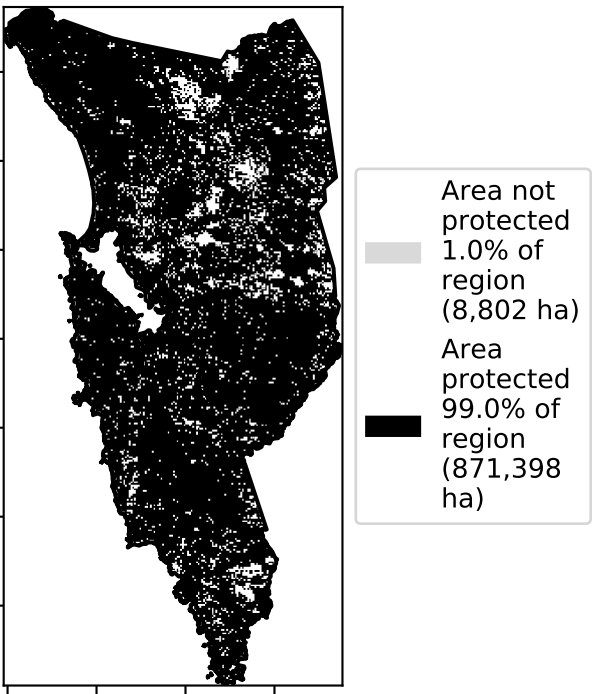 Area not
protected
1.0% of
region
(8,802 ha)
Area
protected
99.0% of
region
(871,398
ha)